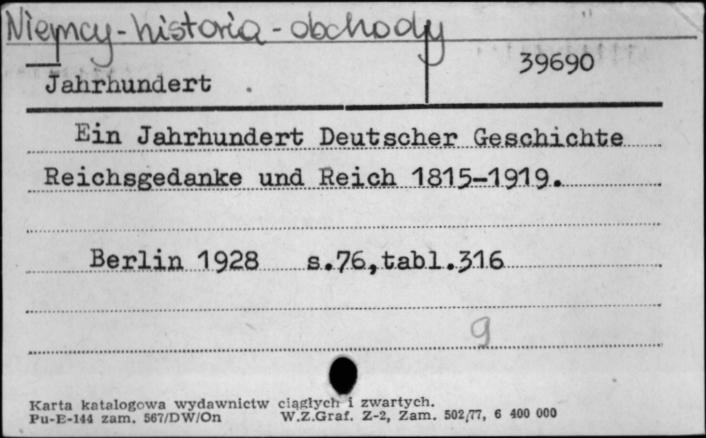 Niemcy - historia - obchody
39690
Jahrhundert
Ein Jahrhundert Deutscher Geschichte
Reichsgedanke und Reich 1815-1919.
Berlin 1928 s.76,tabl.316
9
Karta katalogowa wydawnictw ciągłych i zwartych.
Pu-E-144 zam. 567/DW/On W.Z.Graf. Z-2, Zam. 502/77, 6 400 000